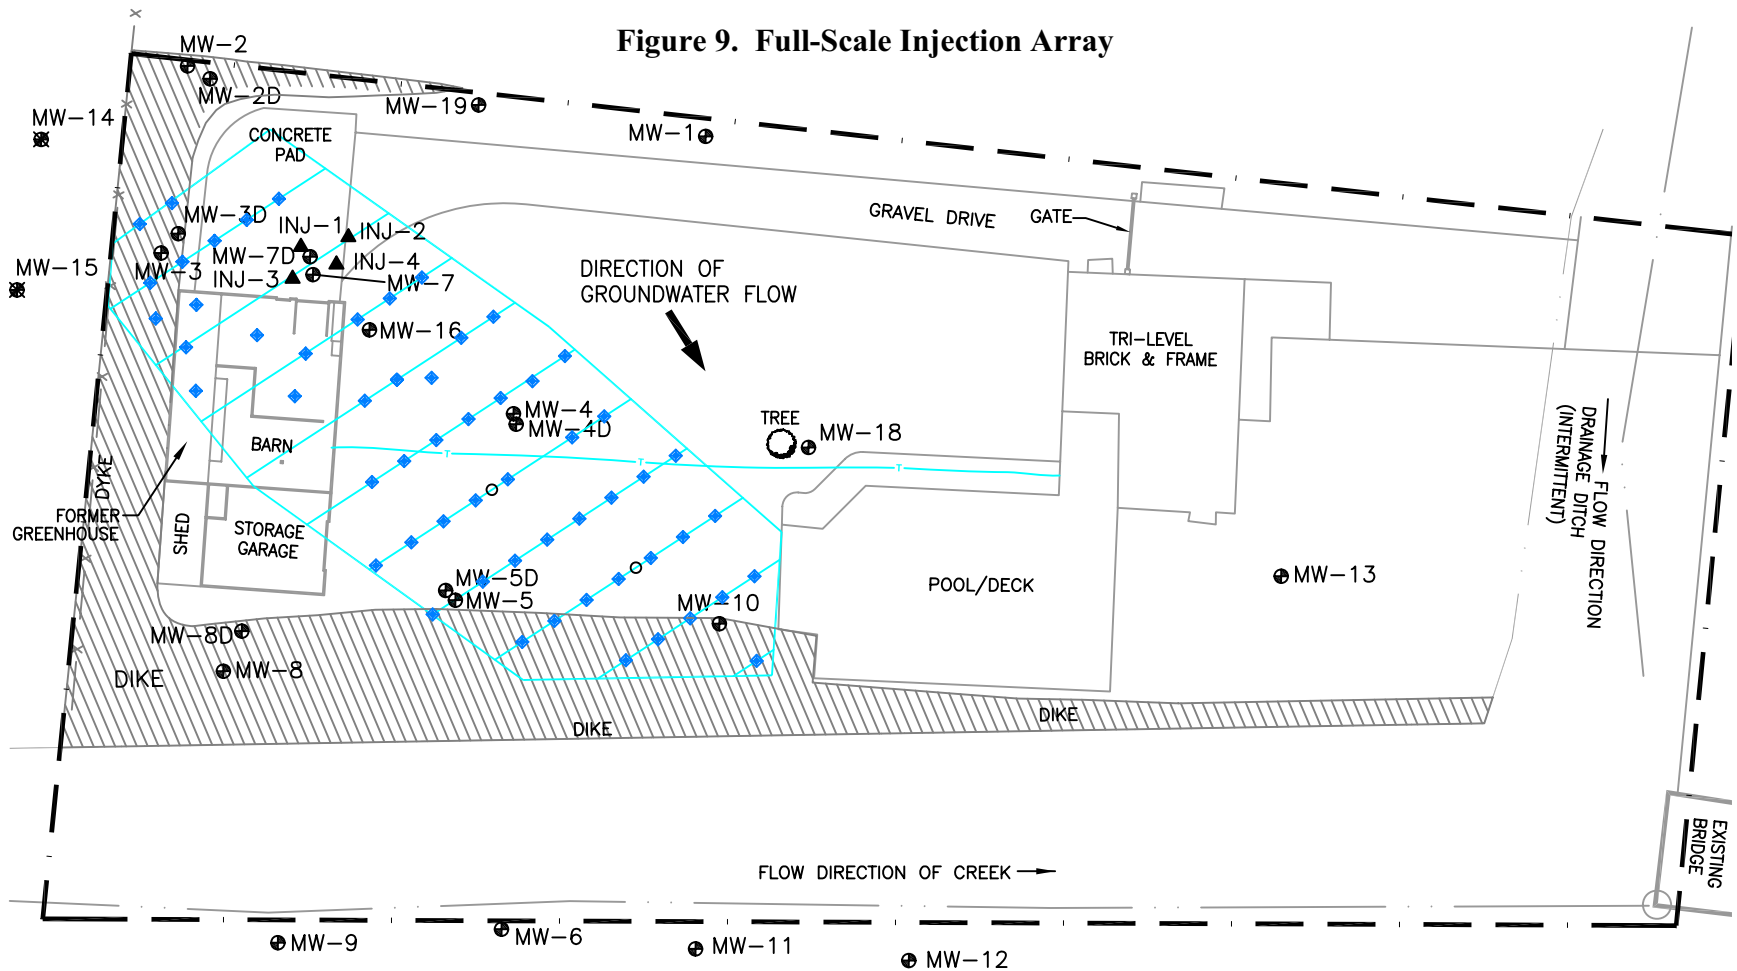 Figure 9. Full-Scale Injection Array
MW-2
MW-2D
MW-19
MW-14
MW-1
CONCRETE
PAD
MW-3D
INJ-1
INJ-2
GRAVEL DRIVE
GATE
MW-7D
INJ-4
MW-15
MW-3
INJ-3
MW-7
DIRECTION OF
GROUNDWATER FLOW
MW-16
TRI-LEVEL
BRICK & FRAME
MW-4
MW-4D
TREE
MW-18
BARN
T
T
T
DYKE
FORMER
GREENHOUSE
SHED
STORAGE
GARAGE
FLOW DIRECTION
DRAINAGE DITCH
(INTERMITTENT)
MW-5D
MW-5
MW-10
POOL/DECK
MW-13
MW-8D
MW-8
DIKE
DIKE
DIKE
EXISTING
BRIDGE
FLOW DIRECTION OF CREEK
MW-9
MW-6
MW-11
MW-12